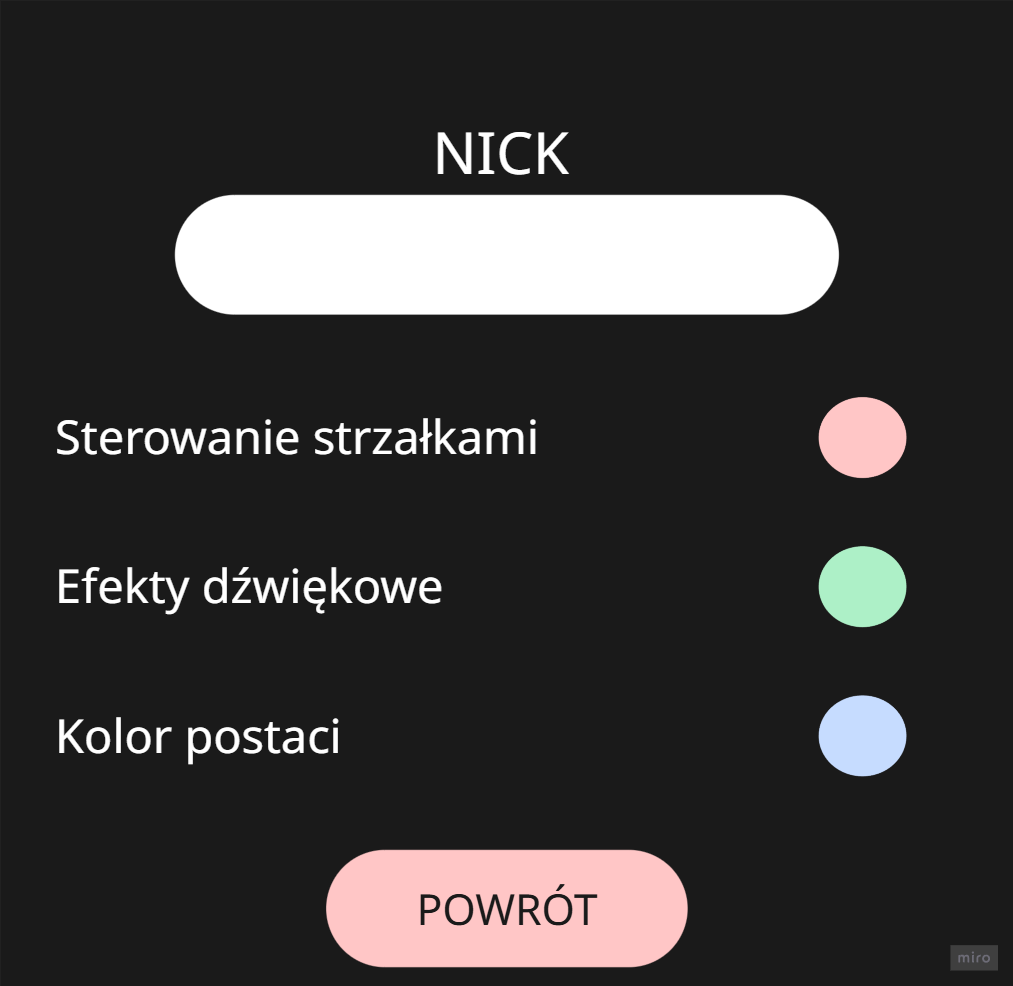 NICK
Sterowanie strzałkami
Efekty dźwiękowe
Kolor postaci
POWRÓT
miro